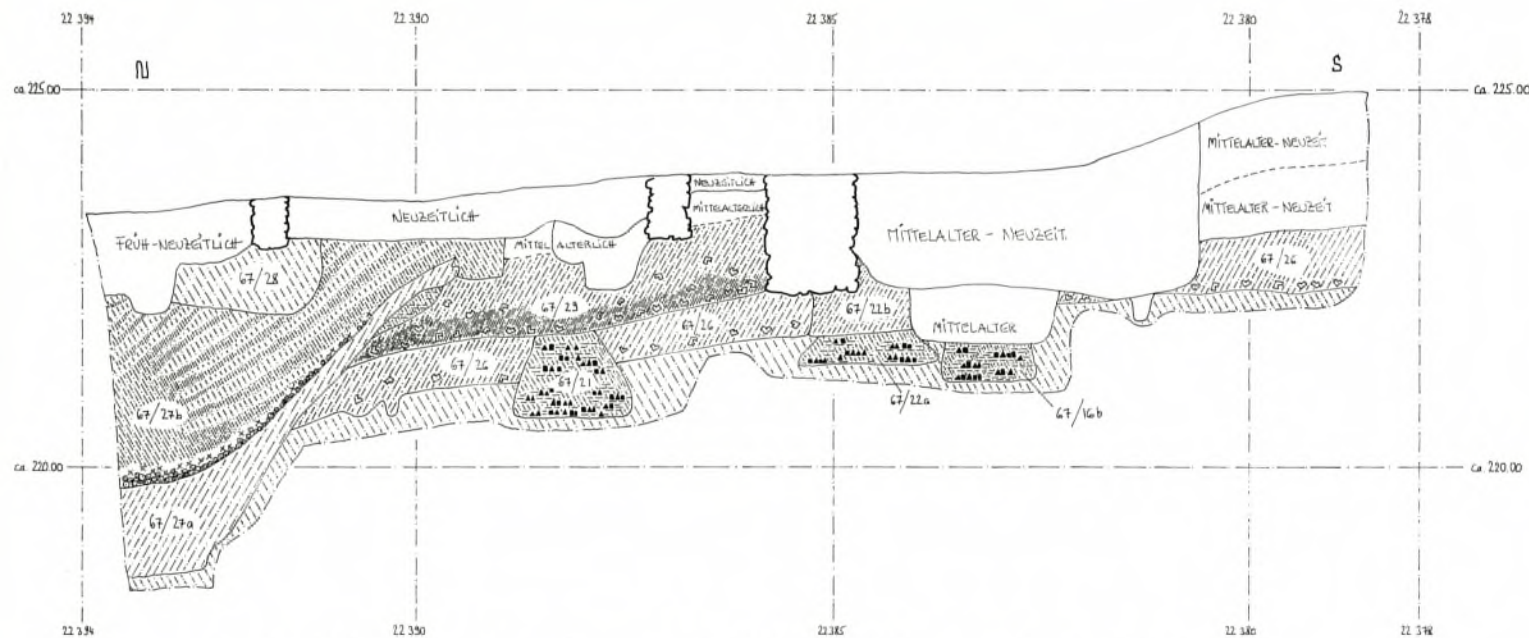 22 394
22 390
22 385
22 380
22 378
N
S
ca. 225.00
ca. 225.00
MITTELALTER-NEUZEIT
NEUZEITLICH
MITTELALTERLICH
MITTELALTER-NEUZEIT
NEUZEITLICH
FRÜH-NEUZEITLICH
MITTELALTERLICH
MITTELALTER - NEUZEIT
67/28
67/26
67/29
67/22b
67/26
MITTELALTER
67/26
67/21
67/22a
67/16b
67/27b
ca. 220.00
ca. 220.00
67/27a
22 394
22 390
22 385
22 380
22 378